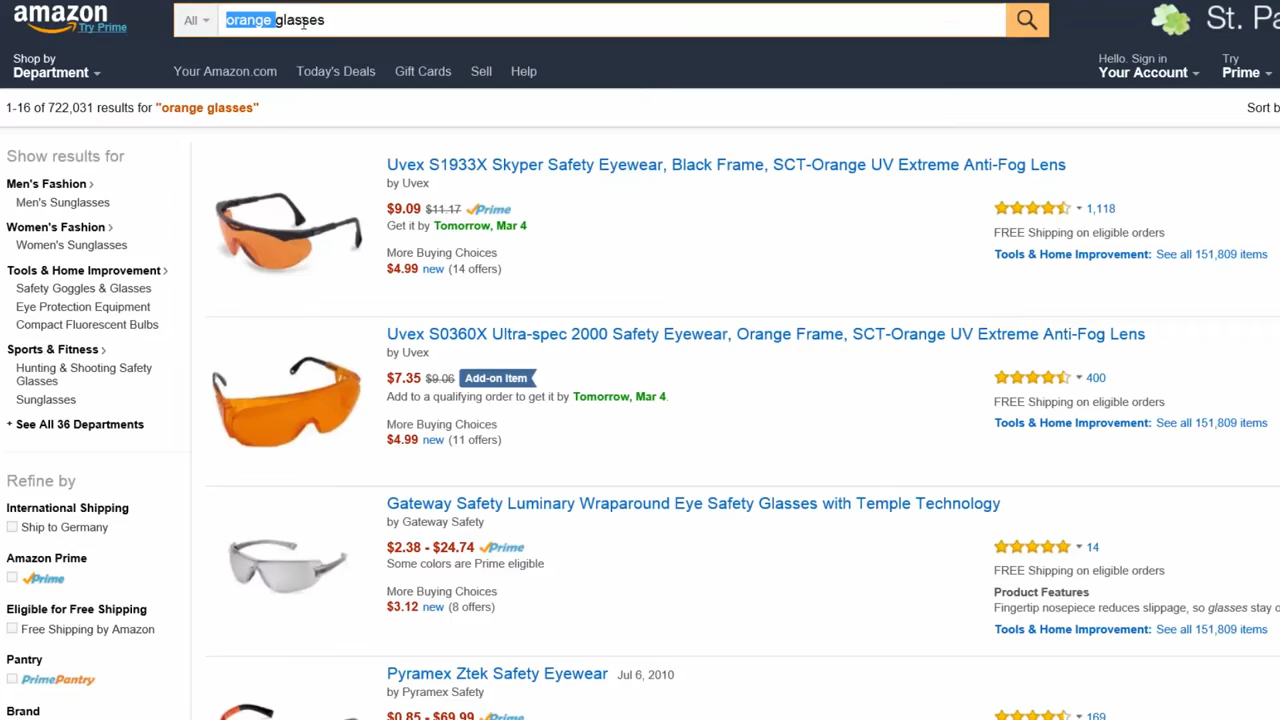 amazon
Try Prime
All
orange glasses
St. Pa
Shop by
Department
Your Amazon.com
Today's Deals
Gift Cards
Sell
Help
Hello. Sign in
Your Account
Try
Prime
1-16 of 722,031 results for "orange glasses"
Sort b
Show results for
Men's Fashion
Men's Sunglasses
Women's Fashion
Women's Sunglasses
Tools & Home Improvement
Safety Goggles & Glasses
Eye Protection Equipment
Compact Fluorescent Bulbs
Sports & Fitness
Hunting & Shooting Safety
Glasses
Sunglasses
+ See All 36 Departments
Refine by
International Shipping
Ship to Germany
Amazon Prime
Prime
Eligible for Free Shipping
Free Shipping by Amazon
Pantry
PrimePantry
Brand
Uvex S1933X Skyper Safety Eyewear, Black Frame, SCT-Orange UV Extreme Anti-Fog Lens
by Uvex
$9.09 $11.17 Prime
Get it by Tomorrow, Mar 4
More Buying Choices
$4.99 new (14 offers)
1,118
FREE Shipping on eligible orders
Tools & Home Improvement: See all 151,809 items
Uvex S0360X Ultra-spec 2000 Safety Eyewear, Orange Frame, SCT-Orange UV Extreme Anti-Fog Lens
by Uvex
$7.35 $9.06 Add-on Item
Add to a qualifying order to get it by Tomorrow, Mar 4.
More Buying Choices
$4.99 new (11 offers)
400
FREE Shipping on eligible orders
Tools & Home Improvement: See all 151,809 items
Gateway Safety Luminary Wraparound Eye Safety Glasses with Temple Technology
by Gateway Safety
$2.38 - $24.74 Prime
Some colors are Prime eligible
More Buying Choices
$3.12 new (8 offers)
14
FREE Shipping on eligible orders
Product Features
Fingertip nosepiece reduces slippage, so glasses stay o
Tools & Home Improvement: See all 151,809 items
Pyramex Ztek Safety Eyewear Jul 6, 2010
by Pyramex Safety
$0.85 - $69.99 Prime
169